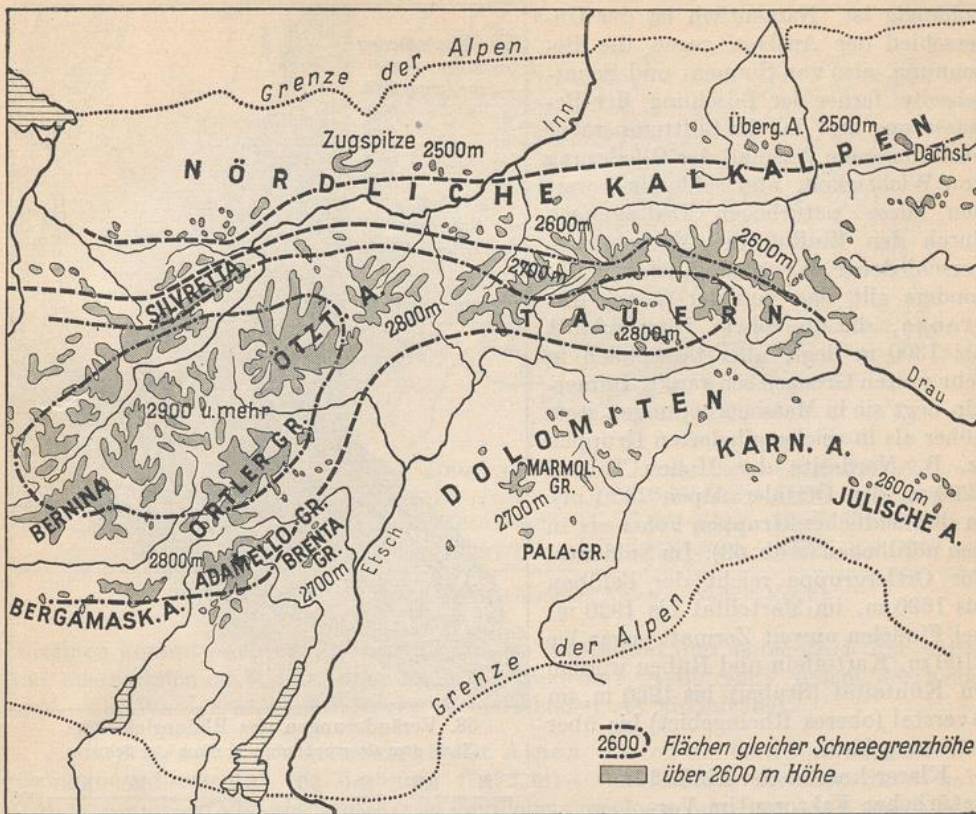 Grenze der Alpen
Inn
Zugspitze
2500m
Überg.A.
2500m
Dachst.
NÖRDLICHE KALKALPEN
2600m
2600m
2700m
SILVRETTA
ÖTZT. A.
2800m
TAUERN
2800m
Drau
2900 u.mehr
ORTLER GR.
DOLOMITEN
MARMOL.
GR.
2700m
KARN. A.
2600m
JULISCHE A.
BERNINA
2800m
ADAMELLO-GR.
BRENTA
GR.
2700m
Etsch
PALA-GR.
BERGAMASK.A.
Grenze der Alpen
2600 Flächen gleicher Schneegrenzhöhe
über 2600 m Höhe